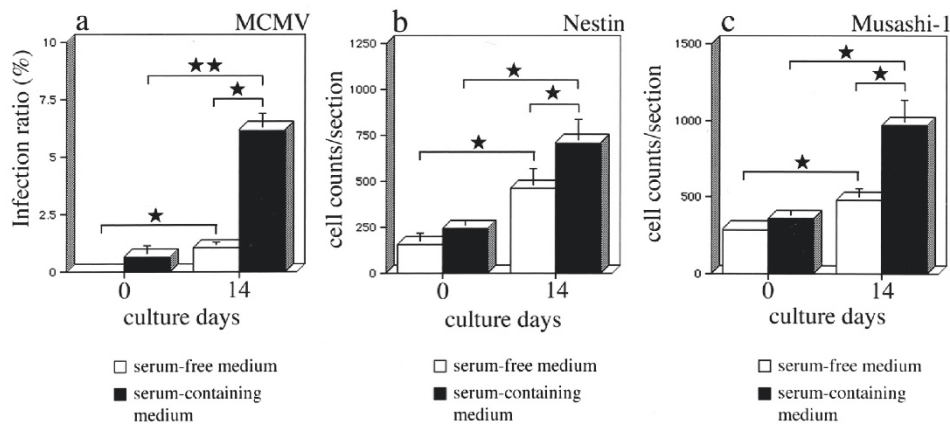 a MCMV
Infection ratio (%)
10
7.5
5
2.5
0
★★
★
★
0 14
culture days
serum-free medium
serum-containing
medium
b Nestin
cell counts/section
1250
1000
750
500
250
0
★
★
★
0 14
culture days
serum-free medium
serum-containing
medium
c Musashi-1
cell counts/section
1500
1000
500
0
★
★
★
0 14
culture days
serum-free medium
serum-containing
medium